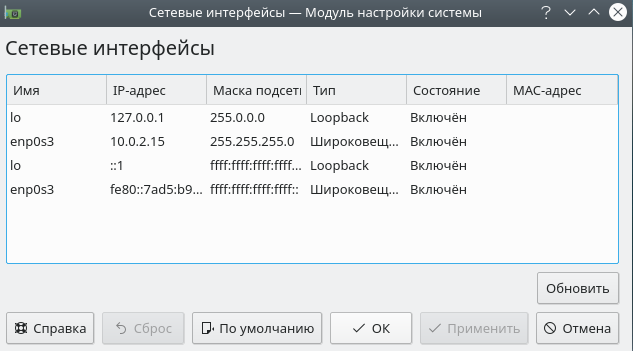 Сетевые интерфейсы — Модуль настройки системы
Сетевые интерфейсы
Имя IP-адрес Маска подсети Тип Состояние MAC-адрес
lo 127.0.0.1 255.0.0.0 Loopback Включён
enp0s3 10.0.2.15 255.255.255.0 Широковещ... Включён
lo ::1 ffff:ffff:ffff:ffff... Loopback Включён
enp0s3 fe80::7ad5:b9... ffff:ffff:ffff:ffff:: Широковещ... Включён
Обновить
Справка Сброс По умолчанию ОК Применить Отмена